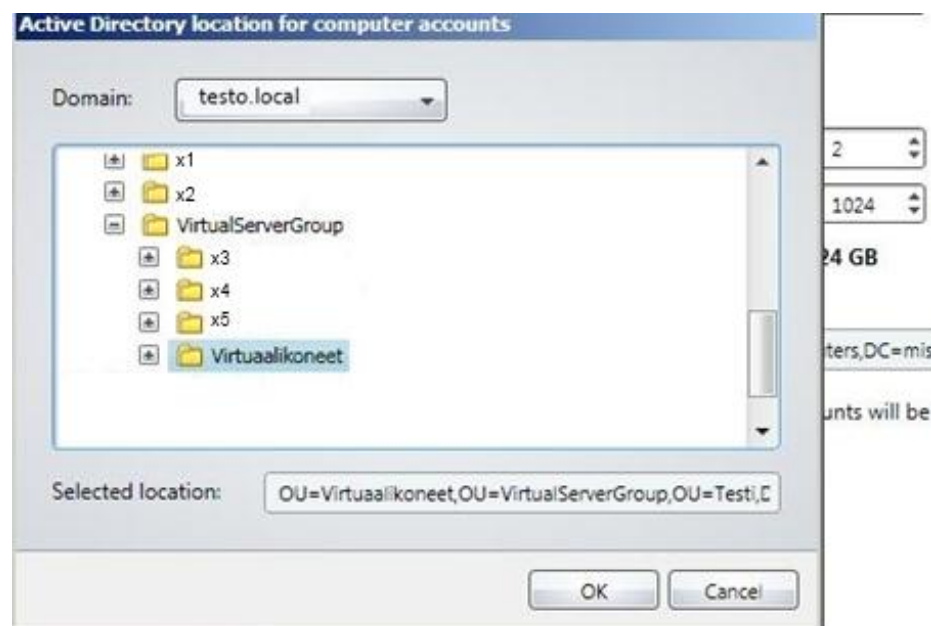 Active Directory location for computer accounts
Domain:
testo.local
x1
x2
VirtualServerGroup
x3
x4
x5
Virtuaalikoneet
Selected location:
OU=Virtuaalikoneet,OU=VirtualServerGroup,OU=Testi,D
OK
Cancel
2
1024
24 GB
ters,DC=mis
unts will be